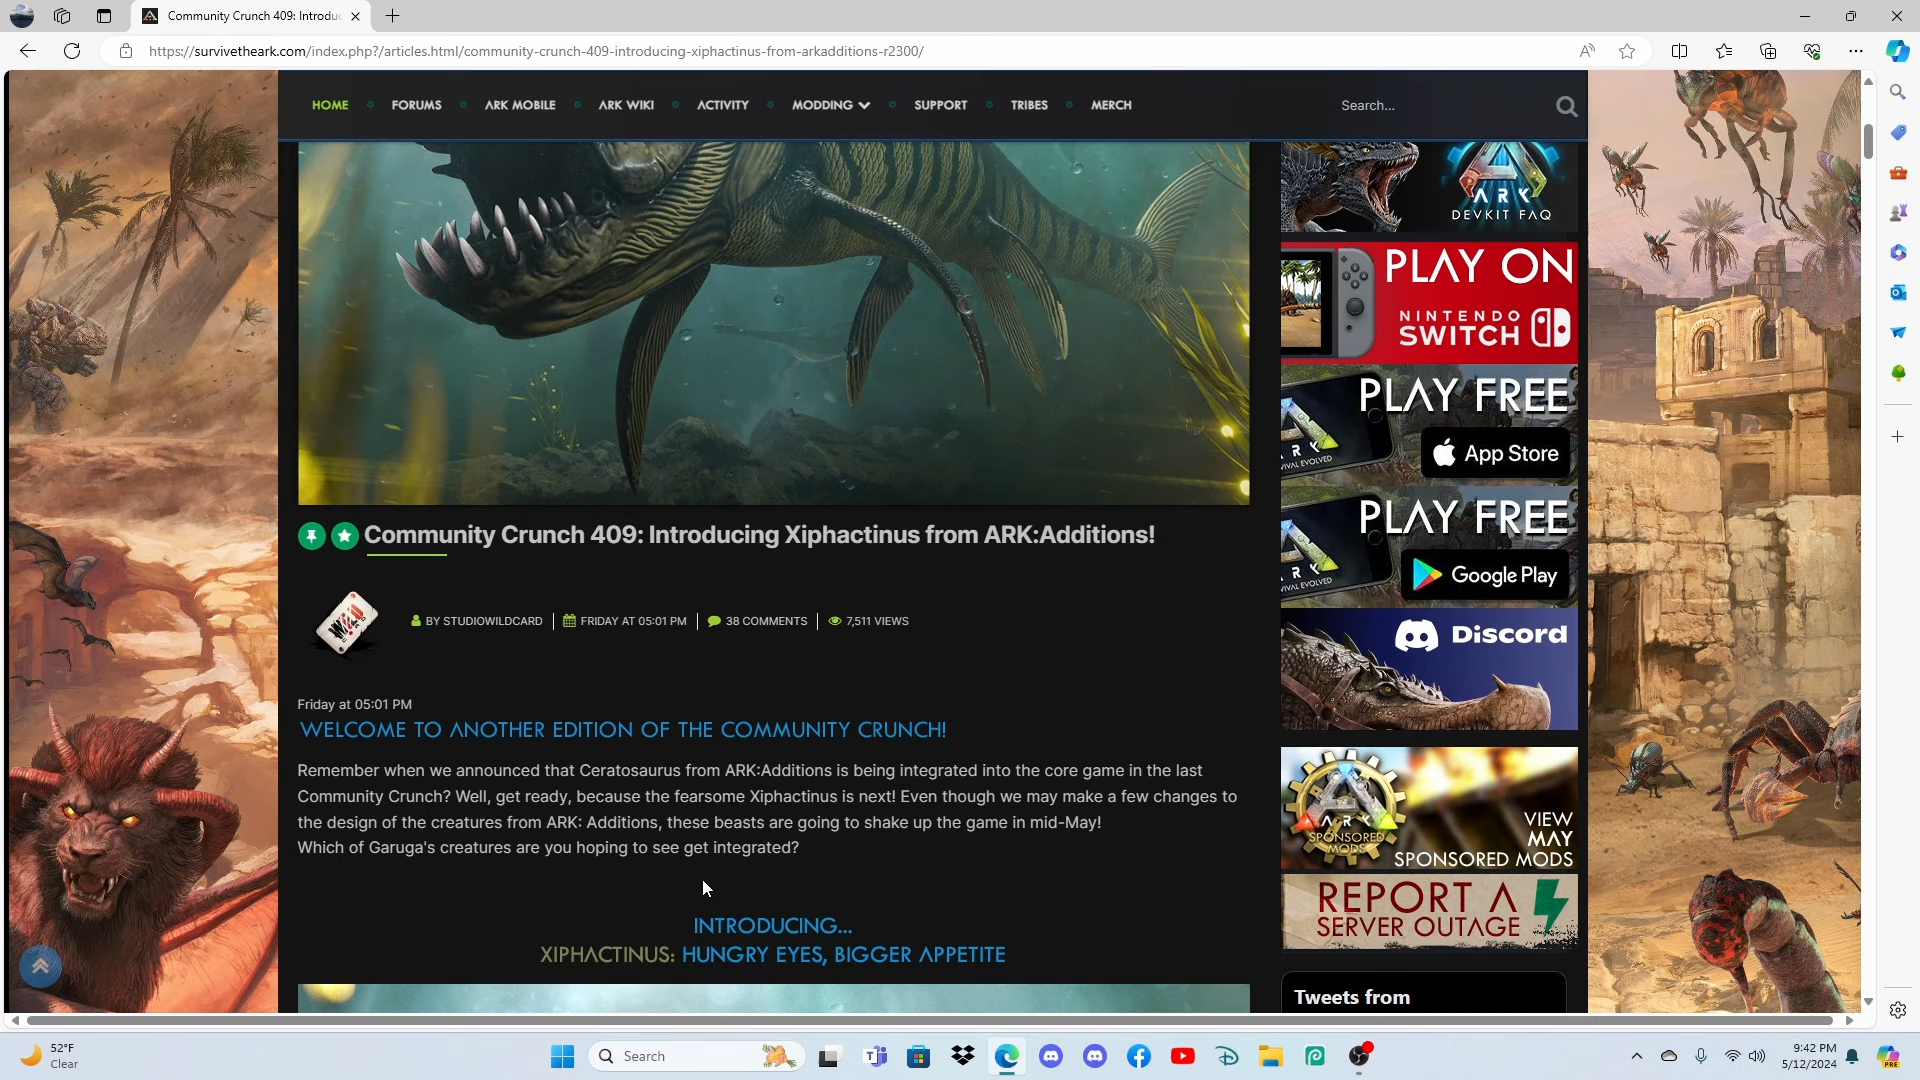 Community Crunch 409: Introduc
https://survivetheark.com/index.php?/articles.html/community-crunch-409-introducing-xiphactinus-from-arkadditions-r2300/
HOME FORUMS ARK MOBILE ARK WIKI ACTIVITY MODDING SUPPORT TRIBES MERCH Search...
ARK
DEVKIT FAQ
PLAY ON
NINTENDO
SWITCH
PLAY FREE
App Store
PLAY FREE
Google Play
Discord
Community Crunch 409: Introducing Xiphactinus from ARK:Additions!
WILD
BY STUDIOWILDCARD FRIDAY AT 05:01 PM 38 COMMENTS 7,511 VIEWS
Friday at 05:01 PM
WELCOME TO ANOTHER EDITION OF THE COMMUNITY CRUNCH!
Remember when we announced that Ceratosaurus from ARK:Additions is being integrated into the core game in the last
Community Crunch? Well, get ready, because the fearsome Xiphactinus is next! Even though we may make a few changes to
the design of the creatures from ARK: Additions, these beasts are going to shake up the game in mid-May!
Which of Garuga's creatures are you hoping to see get integrated?
INTRODUCING...
XIPHACTINUS: HUNGRY EYES, BIGGER APPETITE
ARK
SPONSORED
MODS
VIEW
MAY
SPONSORED MODS
REPORT A
SERVER OUTAGE
Tweets from
52°F
Clear
Search
9:42 PM
5/12/2024
PRE